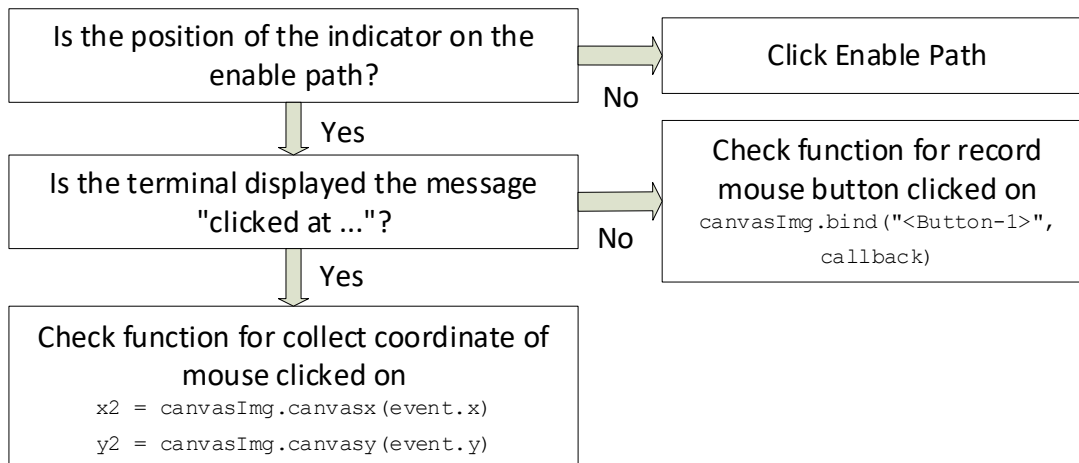 Is the position of the indicator on the
enable path?
No
Click Enable Path
Yes
Is the terminal displayed the message
"clicked at ..."?
No
Check function for record
mouse button clicked on
canvasImg.bind("<Button-1>",
callback)
Yes
Check function for collect coordinate of
mouse clicked on
x2 = canvasImg.canvasx(event.x)
y2 = canvasImg.canvasy(event.y)